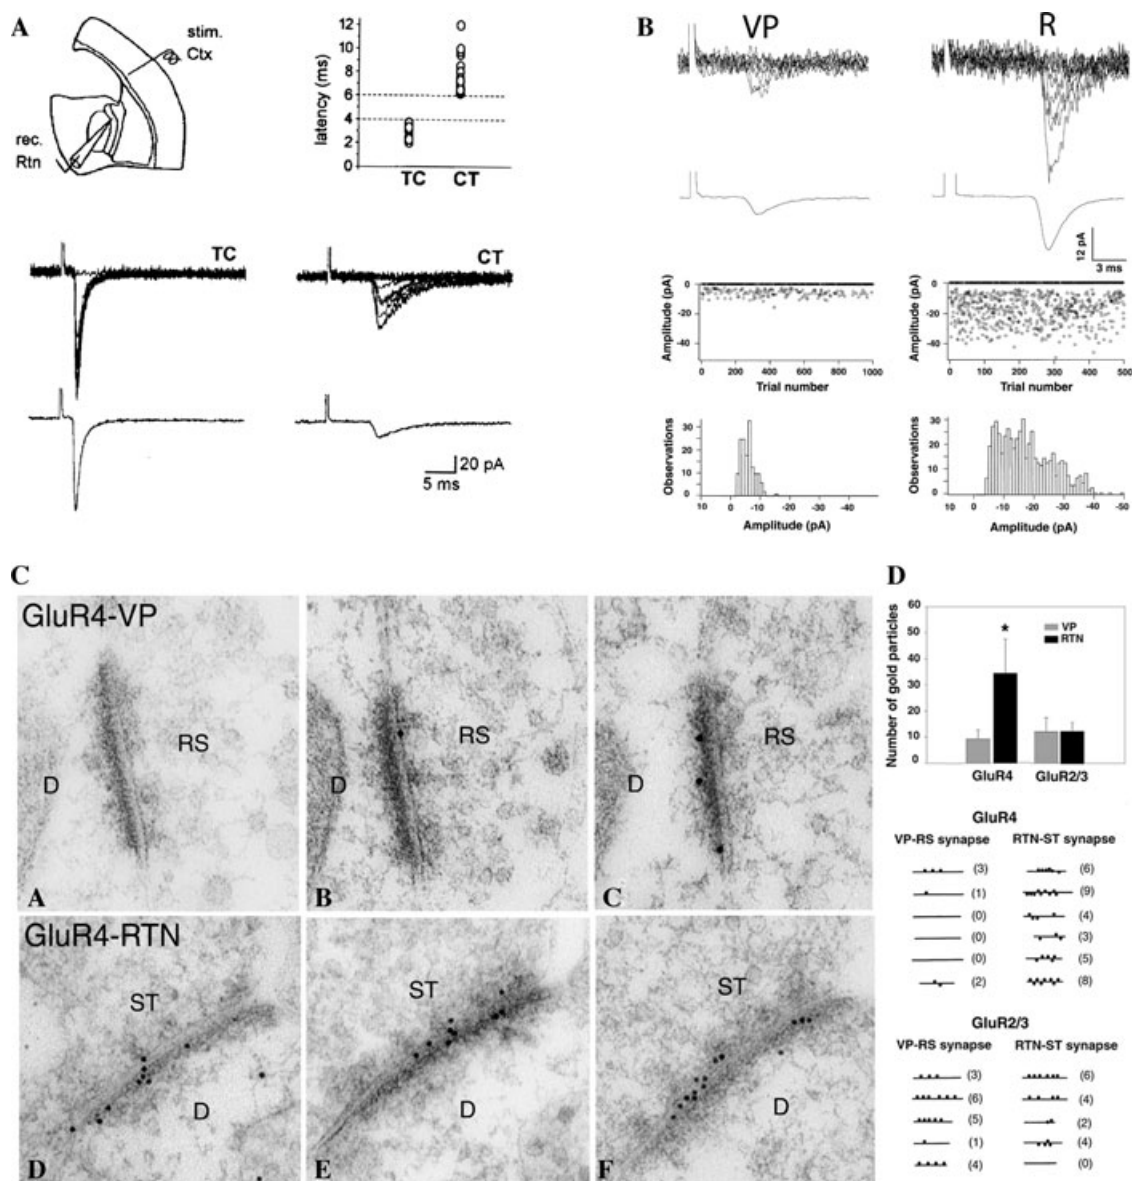 A
stim.
Ctx
rec.
Rtn
latency (ms)
12
10
8
6
4
2
0
TC CT
TC
CT
20 pA
5 ms
B
VP
R
12 pA
3 ms
Amplitude (pA)
0
-20
-40
0 200 400 600 800 1000
Trial number
Amplitude (pA)
0
-20
-40
0 100 200 300 400 500
Trial number
Observations
30
20
10
0
10 0 -10 -20 -30 -40
Amplitude (pA)
Observations
30
20
10
0
10 0 -10 -20 -30 -40 -50
Amplitude (pA)
C
GluR4-VP
RS
D
A
RS
D
B
RS
D
C
GluR4-RTN
ST
D
D
ST
D
E
ST
D
F
D
Number of gold particles
60
50
40
30
20
10
0
VP
RTN
*
GluR4 GluR2/3
GluR4
VP-RS synapse RTN-ST synapse
(3) (6)
(1) (9)
(0) (4)
(0) (3)
(0) (5)
(2) (8)
GluR2/3
VP-RS synapse RTN-ST synapse
(3) (6)
(6) (4)
(5) (2)
(1) (4)
(4) (0)